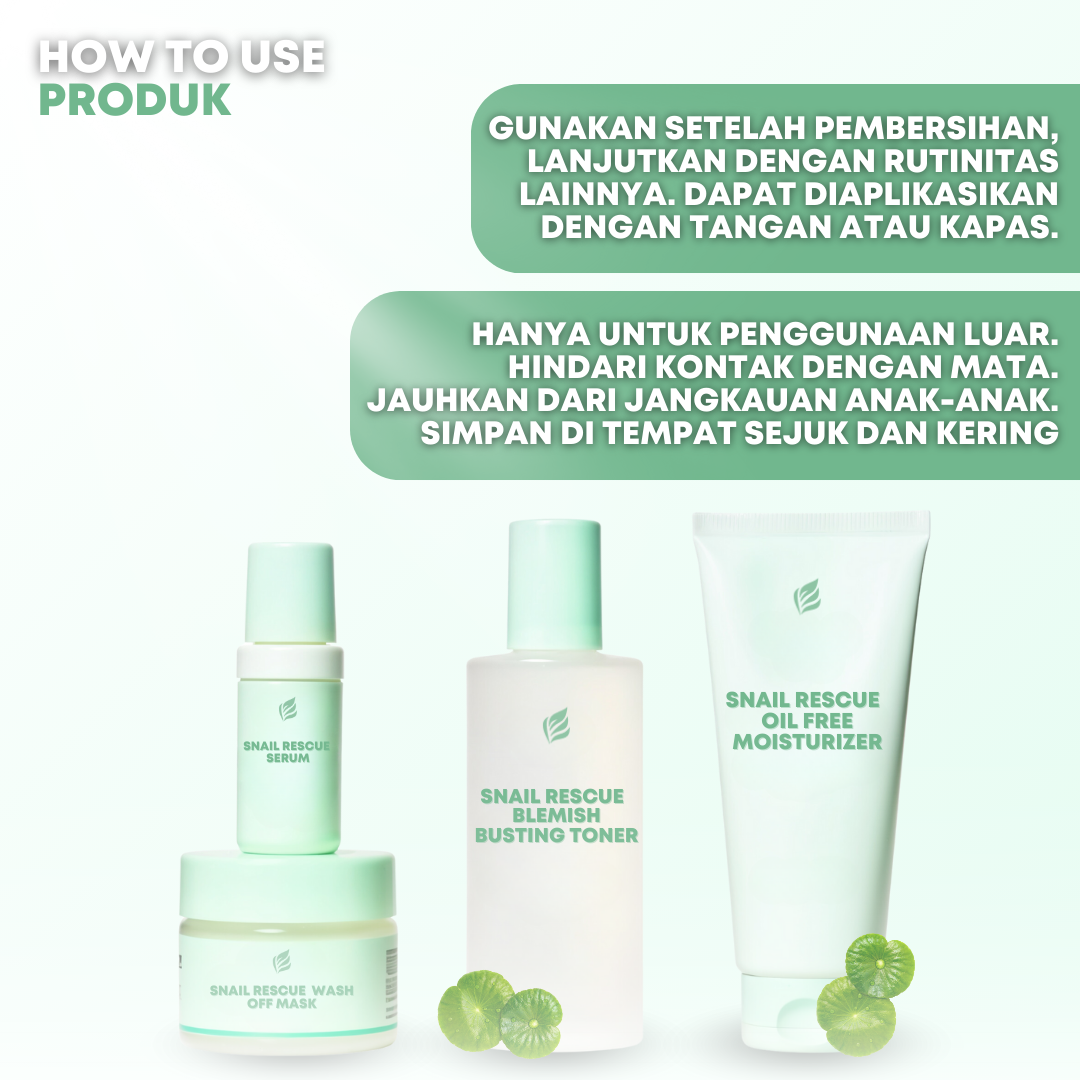 HOW TO USE
PRODUK
GUNAKAN SETELAH PEMBERSIHAN,
LANJUTKAN DENGAN RUTINITAS
LAINNYA. DAPAT DIAPLIKASIKAN
DENGAN TANGAN ATAU KAPAS.
HANYA UNTUK PENGGUNAAN LUAR.
HINDARI KONTAK DENGAN MATA.
JAUHKAN DARI JANGKAUAN ANAK-ANAK.
SIMPAN DI TEMPAT SEJUK DAN KERING
SNAIL RESCUE
SERUM
SNAIL RESCUE WASH
OFF MASK
SNAIL RESCUE
BLEMISH
BUSTING TONER
SNAIL RESCUE
OIL FREE
MOISTURIZER